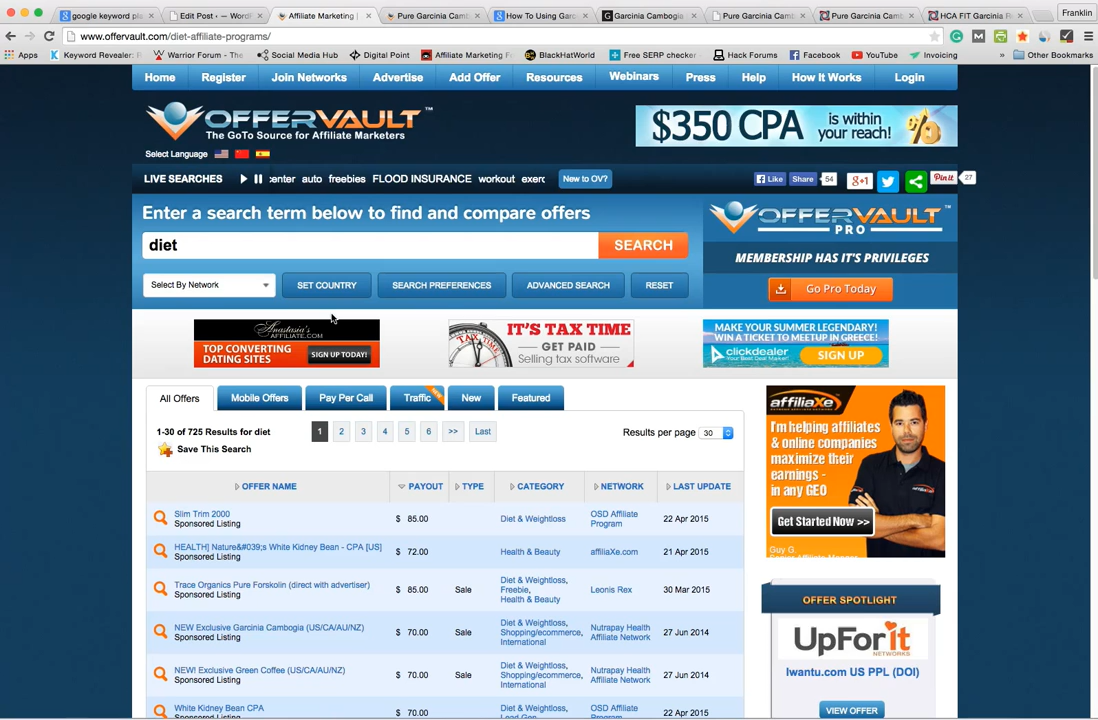 google keyword pla
Edit Post ‹ — WordP
Affiliate Marketing |
Pure Garcinia Camb
How To Using Garc
Garcinia Cambogia
Pure Garcinia Camb
Pure Garcinia Camb
HCA FIT Garcinia R
Franklin
www.offervault.com/diet-affiliate-programs/
Apps
Keyword Revealer: F
Warrior Forum - The
Social Media Hub
Digital Point
Affiliate Marketing F
BlackHatWorld
Free SERP checker
Hack Forums
Facebook
YouTube
Invoicing
»
Other Bookmarks
Home
Register
Join Networks
Advertise
Add Offer
Resources
Webinars
Press
Help
How It Works
Login
OFFERVAULT™
The GoTo Source for Affiliate Marketers
Select Language
$350 CPA is within your reach!
LIVE SEARCHES
center auto freebies FLOOD INSURANCE workout exerc
New to OV?
Like
Share
54
g+1
Pin it
27
Enter a search term below to find and compare offers
diet
SEARCH
Select By Network
SET COUNTRY
SEARCH PREFERENCES
ADVANCED SEARCH
RESET
OFFERVAULT™
PRO
MEMBERSHIP HAS IT'S PRIVILEGES
Go Pro Today
Anastasia's
AFFILIATE.COM
TOP CONVERTING
DATING SITES
SIGN UP TODAY!
TAX
IT'S TAX TIME
GET PAID
Selling tax software
MAKE YOUR SUMMER LEGENDARY!
WIN A TICKET TO MEETUP IN GREECE!
clickdealer
SIGN UP
All Offers
Mobile Offers
Pay Per Call
Traffic
New
Featured
1-30 of 725 Results for diet
1 2 3 4 5 6 >> Last
Results per page 30
Save This Search
OFFER NAME PAYOUT TYPE CATEGORY NETWORK LAST UPDATE
Slim Trim 2000
Sponsored Listing
$ 85.00
Diet & Weightloss
OSD Affiliate
Program
22 Apr 2015
HEALTH] Nature&#039;s White Kidney Bean - CPA [US]
Sponsored Listing
$ 72.00
Health & Beauty
affiliaXe.com
21 Apr 2015
Trace Organics Pure Forskolin (direct with advertiser)
Sponsored Listing
$ 85.00
Sale
Diet & Weightloss,
Freebie,
Health & Beauty
Leonis Rex
30 Mar 2015
NEW Exclusive Garcinia Cambogia (US/CA/AU/NZ)
Sponsored Listing
$ 70.00
Sale
Diet & Weightloss,
Shopping/ecommerce,
International
Nutrapay Health
Affiliate Network
27 Jun 2014
NEW! Exclusive Green Coffee (US/CA/AU/NZ)
Sponsored Listing
$ 70.00
Sale
Diet & Weightloss,
Shopping/ecommerce,
International
Nutrapay Health
Affiliate Network
27 Jun 2014
White Kidney Bean CPA
Diet & Weightloss,
affiliaXe
I'm helping affiliates
& online companies
maximize their
earnings -
in any GEO
Get Started Now >>
Guy G.
OFFER SPOTLIGHT
UpForit
NETWORKS
Iwantu.com US PPL (DOI)
VIEW OFFER